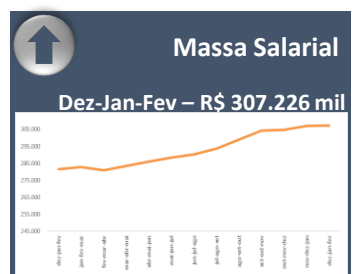 Massa Salarial
Dez-Jan-Fev – R$ 307.226 mil
305.000
295.000
285.000
275.000
265.000
255.000
245.000
dez-jan-fev
jan-fev-mar
fev-mar-abr
mar-abr-mai
abr-mai-jun
mai-jun-jul
jun-jul-ago
jul-ago-set
ago-set-out
set-out-nov
out-nov-dez
nov-dez-jan
dez-jan-fev